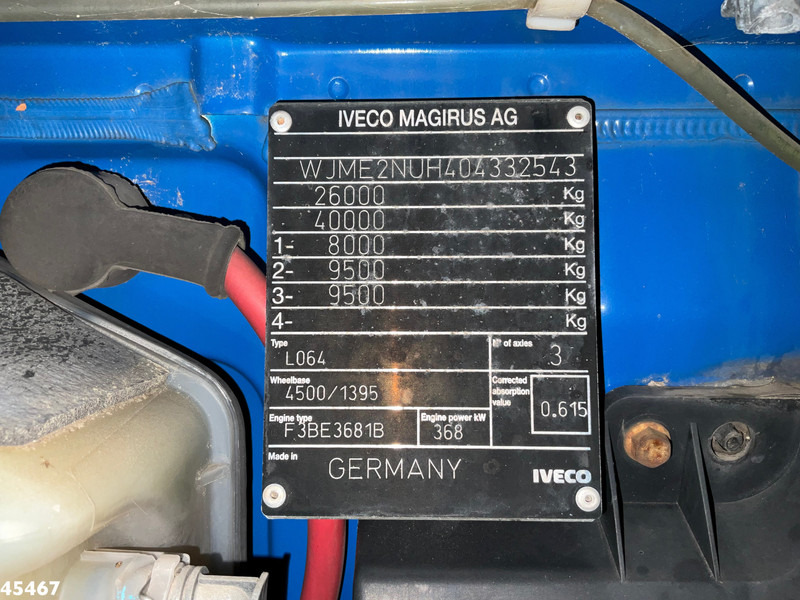 IVECO MAGIRUS AG
WJME2NUH404332543
26000 Kg
40000 Kg
1- 8000 Kg
2- 9500 Kg
3- 9500 Kg
4- Kg
Type
L064
Nº of axles
3
Wheelbase
4500/1395
Corrected
absorption
value
0.615
Engine type
F3BE3681B
Engine power kW
368
Made in
GERMANY
IVECO
45467